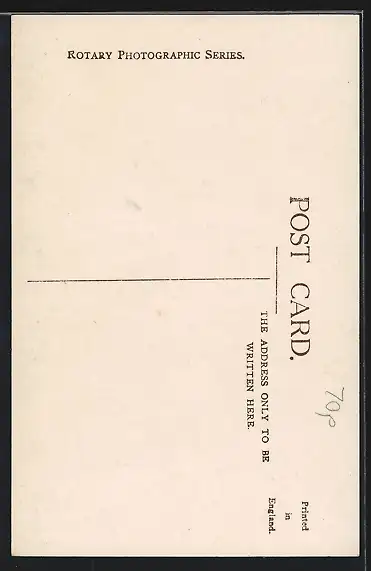 ROTARY PHOTOGRAPHIC SERIES.
POST CARD.
THE ADDRESS ONLY TO BE
WRITTEN HERE.
70p
Printed
in
England.